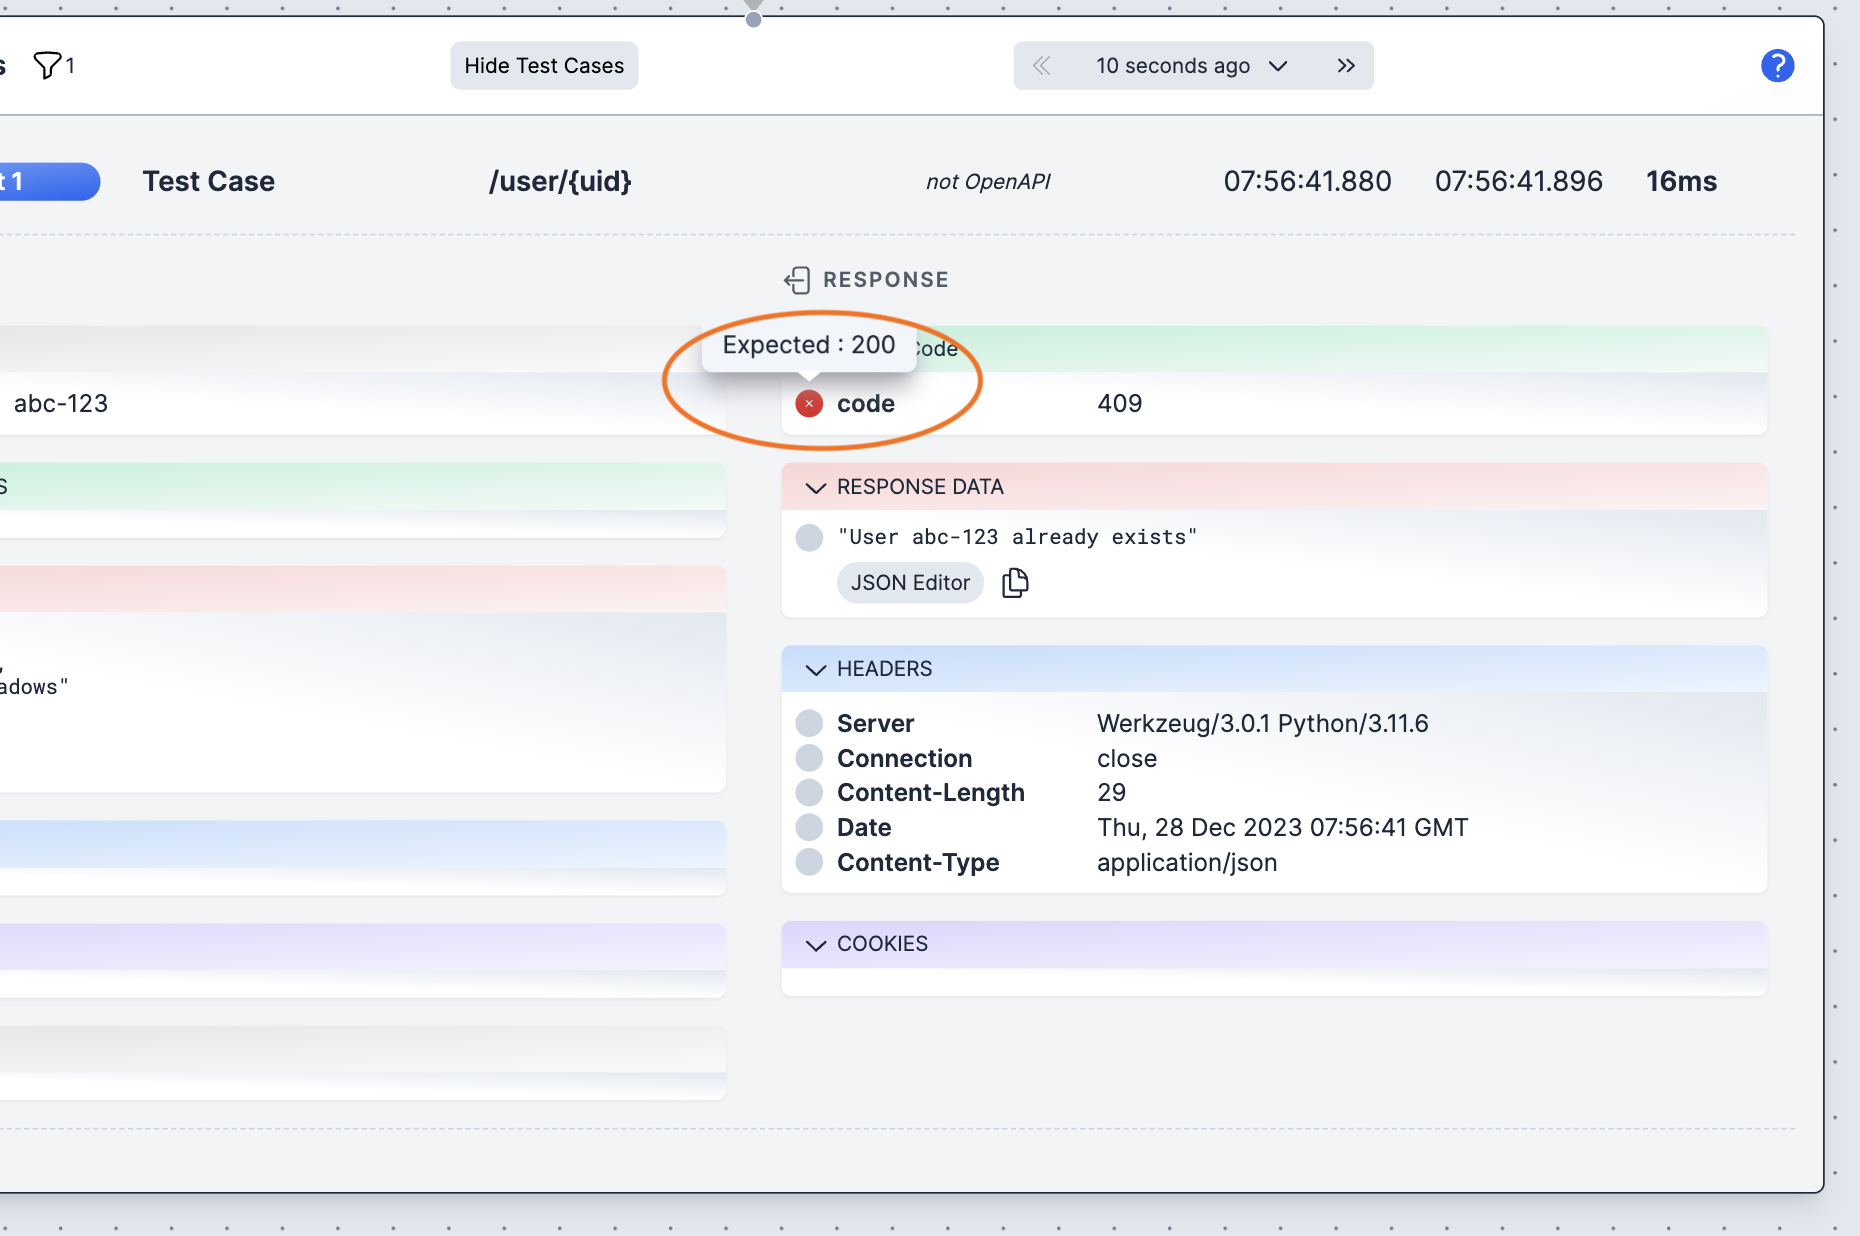 1
Hide Test Cases
10 seconds ago
?
t 1
Test Case
/user/{uid}
not OpenAPI
07:56:41.880
07:56:41.896
16ms
RESPONSE
Expected : 200
Code
abc-123
code
409
RESPONSE DATA
"User abc-123 already exists"
JSON Editor
adows"
HEADERS
Server
Werkzeug/3.0.1 Python/3.11.6
Connection
close
Content-Length
29
Date
Thu, 28 Dec 2023 07:56:41 GMT
Content-Type
application/json
COOKIES